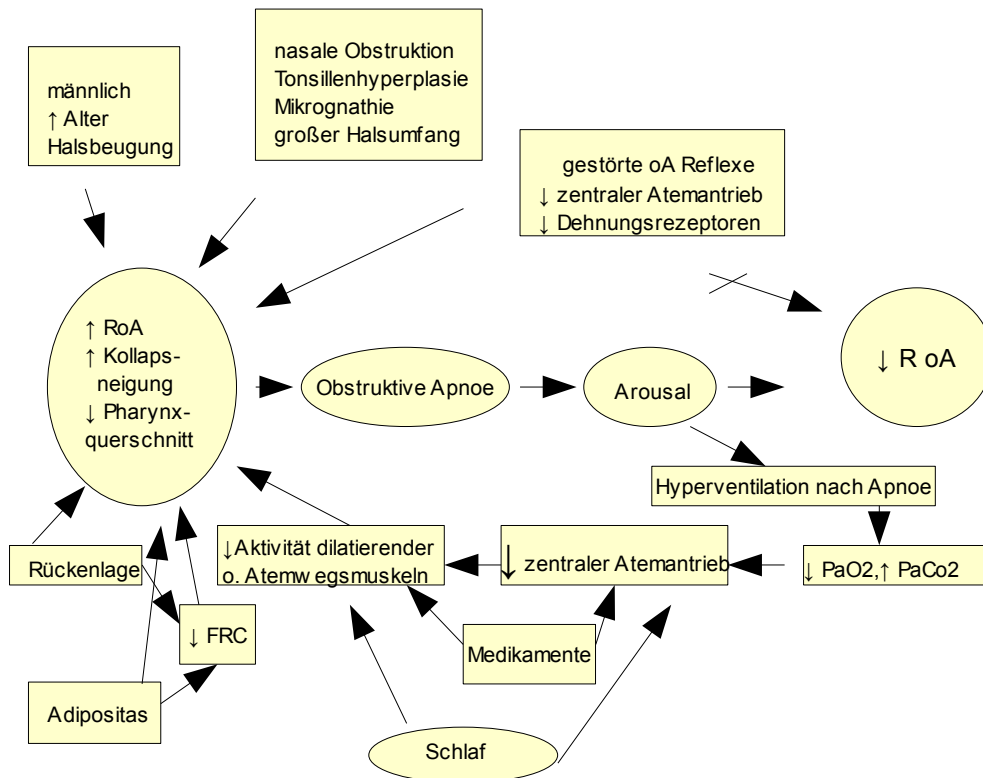 männlich
↑ Alter
Halsbeugung
nasale Obstruktion
Tonsillenhyperplasie
Mikrognathie
großer Halsumfang
gestörte oA Reflexe
↓ zentraler Atemantrieb
↓ Dehnungsrezeptoren
↑ RoA
↑ Kollaps-
neigung
↓ Pharynx-
querschnitt
Obstruktive Apnoe
Arousal
↓ R oA
Hyperventilation nach Apnoe
Rückenlage
↓Aktivität dilatierender
o. Atemwegsmuskeln
↓ zentraler Atemantrieb
↓ PaO2,↑ PaCo2
↓ FRC
Medikamente
Adipositas
Schlaf